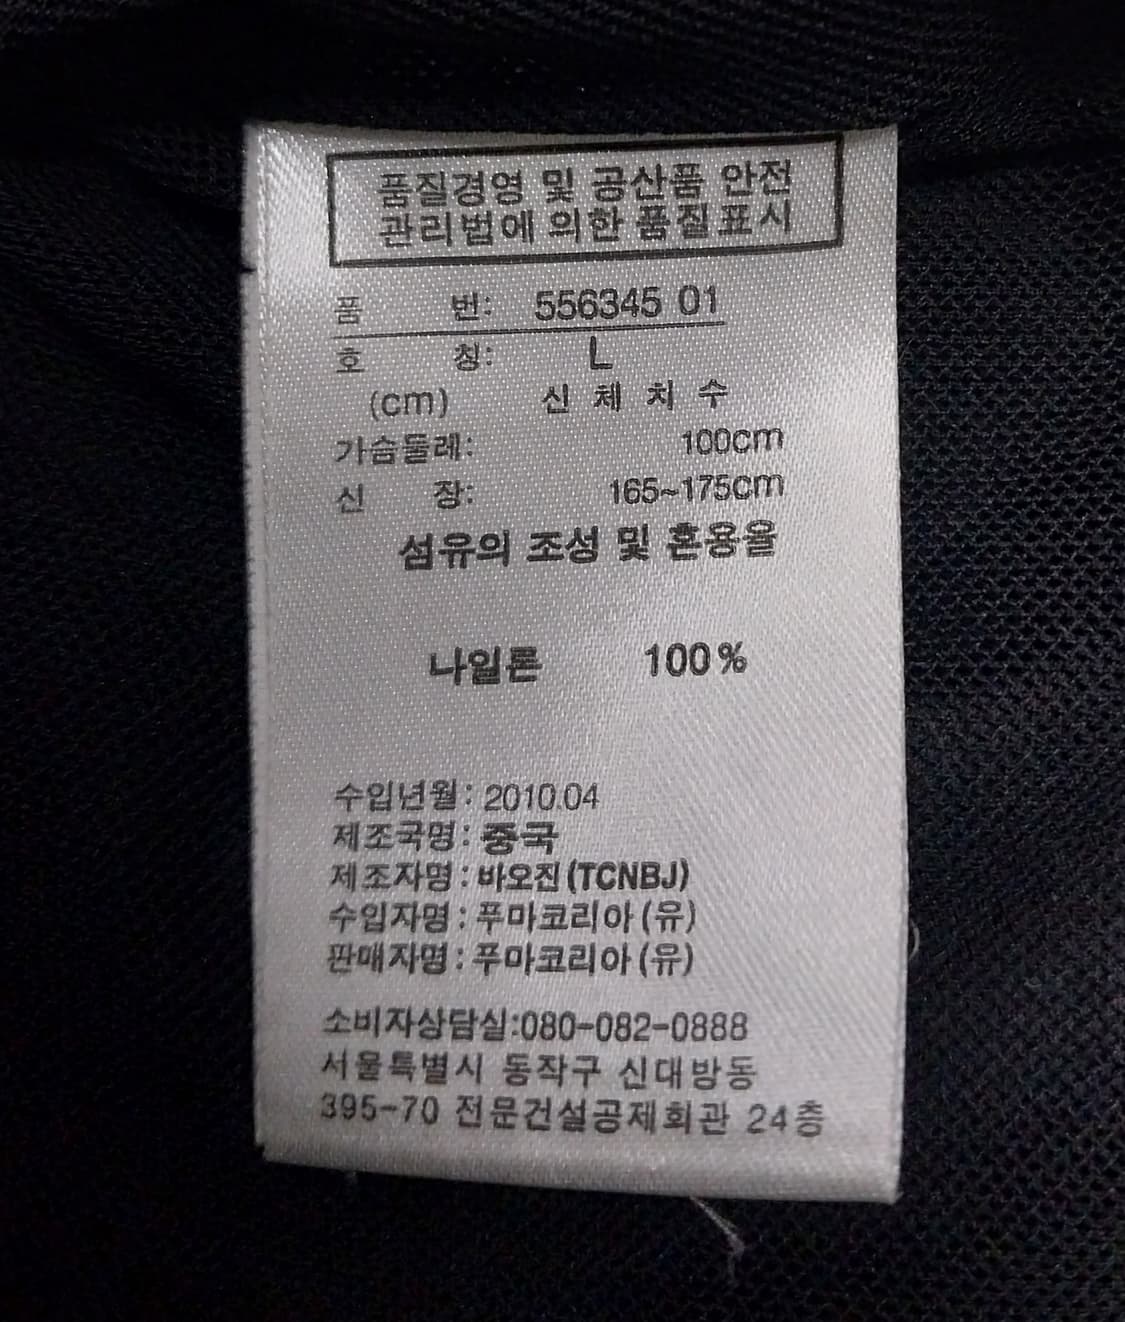 품질경영 및 공산품 안전
관리법에 의한 품질표시
품 번: 556345 01
호 칭: L
(cm) 신 체 치 수
가슴둘레: 100cm
신 장: 165~175cm
섬유의 조성 및 혼용율
나일론 100%
수입년월: 2010.04
제조국명: 중국
제조자명: 바오진(TCNBJ)
수입자명: 푸마코리아(유)
판매자명: 푸마코리아(유)
소비자상담실:080-082-0888
서울특별시 동작구 신대방동
395-70 전문건설공제회관 24층